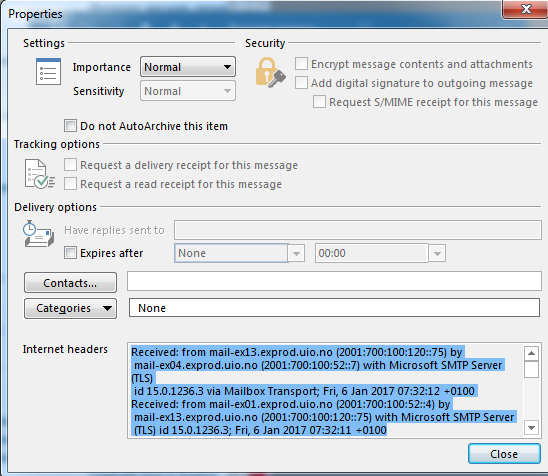 Properties
Settings
Security
Importance Normal
Encrypt message contents and attachments
Sensitivity Normal
Add digital signature to outgoing message
Request S/MIME receipt for this message
Do not AutoArchive this item
Tracking options
Request a delivery receipt for this message
Request a read receipt for this message
Delivery options
Have replies sent to
Expires after None 00:00
Contacts...
Categories None
Internet headers
Received: from mail-ex13.exprod.uio.no (2001:700:100:120::75) by
mail-ex04.exprod.uio.no (2001:700:100:52::7) with Microsoft SMTP Server
(TLS)
id 15.0.1236.3 via Mailbox Transport; Fri, 6 Jan 2017 07:32:12 +0100
Received: from mail-ex01.exprod.uio.no (2001:700:100:52::4) by
mail-ex13.exprod.uio.no (2001:700:100:120::75) with Microsoft SMTP Server
(TLS) id 15.0.1236.3; Fri, 6 Jan 2017 07:32:11 +0100
Close